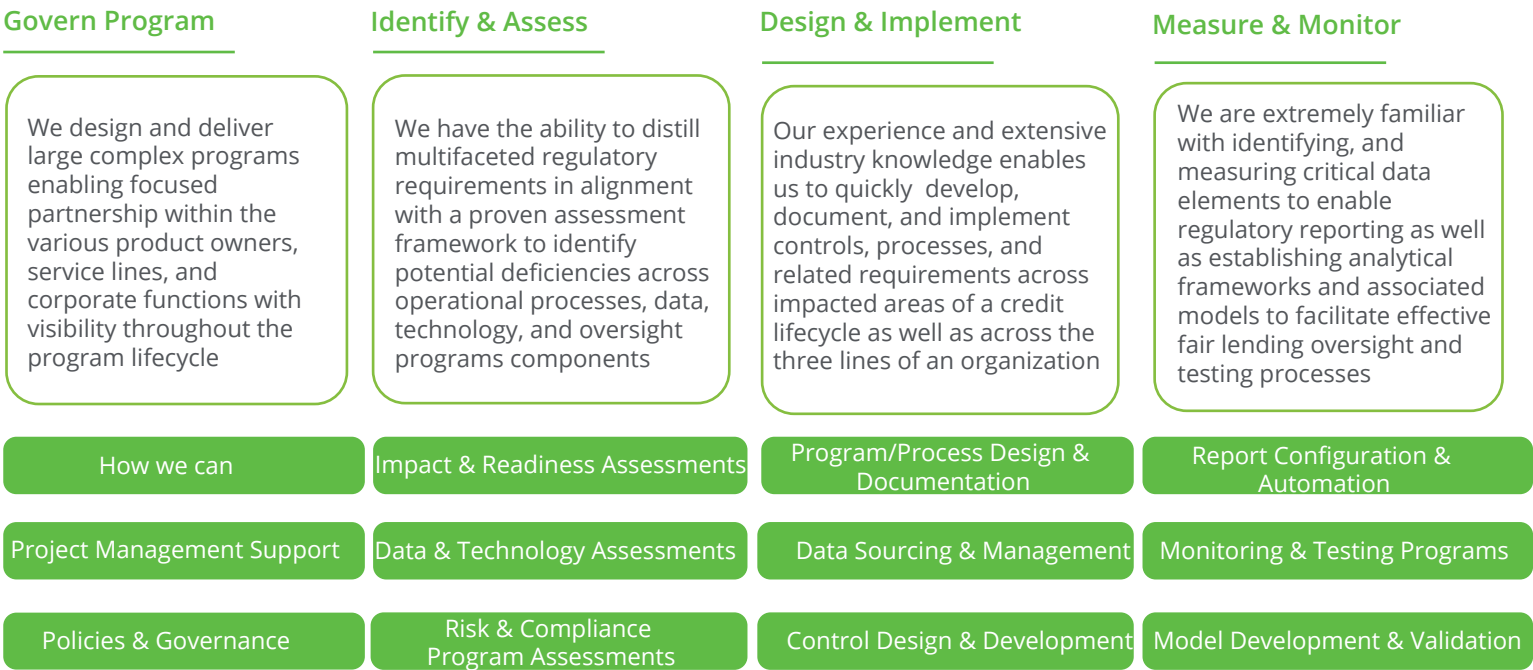 Govern Program
We design and deliver
large complex programs
enabling focused
partnership within the
various product owners,
service lines, and
corporate functions with
visibility throughout the
program lifecycle
How we can
Project Management Support
Policies & Governance
Identify & Assess
We have the ability to distill
multifaceted regulatory
requirements in alignment
with a proven assessment
framework to identify
potential deficiencies across
operational processes, data,
technology, and oversight
programs components
Impact & Readiness Assessments
Data & Technology Assessments
Risk & Compliance
Program Assessments
Design & Implement
Our experience and extensive
industry knowledge enables
us to quickly  develop,
document, and implement
controls, processes, and
related requirements across
impacted areas of a credit
lifecycle as well as across the
three lines of an organization
Program/Process Design &
Documentation
Data Sourcing & Management
Control Design & Development
Measure & Monitor
We are extremely familiar
with identifying, and
measuring critical data
elements to enable
regulatory reporting as well
as establishing analytical
frameworks and associated
models to facilitate effective
fair lending oversight and
testing processes
Report Configuration &
Automation
Monitoring & Testing Programs
Model Development & Validation